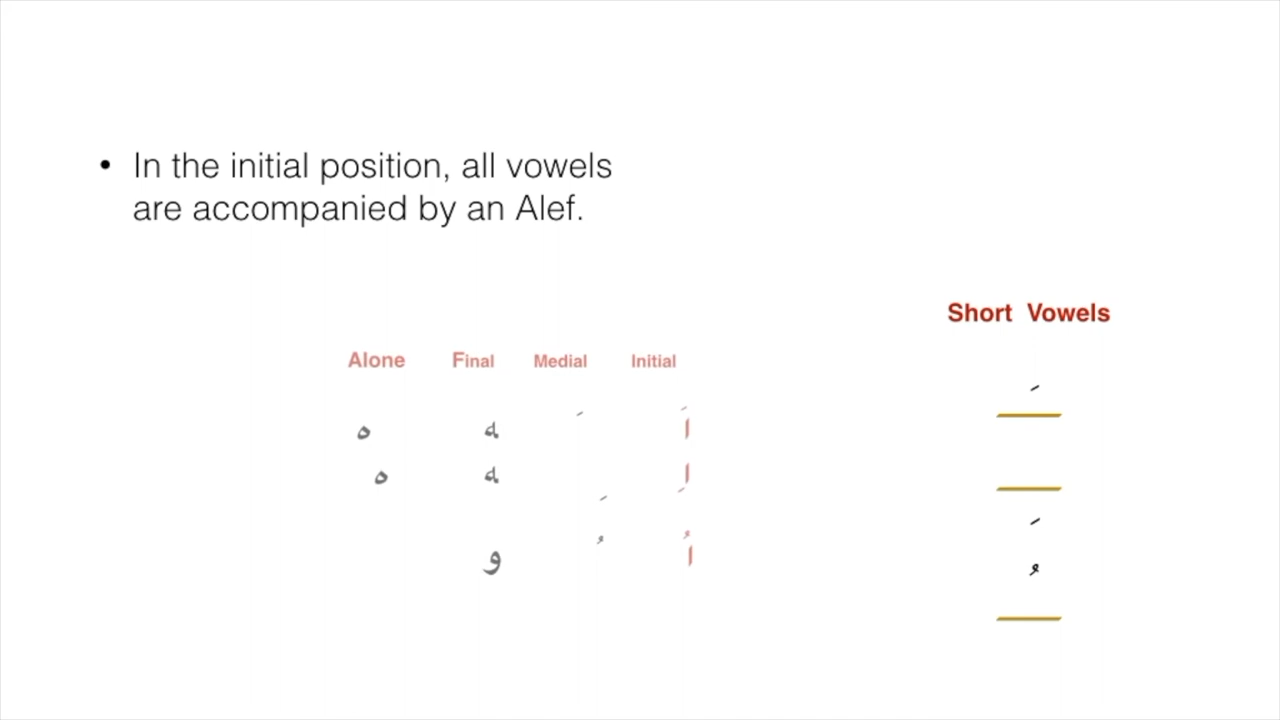 • In the initial position, all vowels
are accompanied by an Alef.
Short Vowels
Alone Final Medial Initial
ه ـه ـَ اَ
ه ـه ـِ اِ
و ـُ اُ
ـَ
ـِ
ـُ